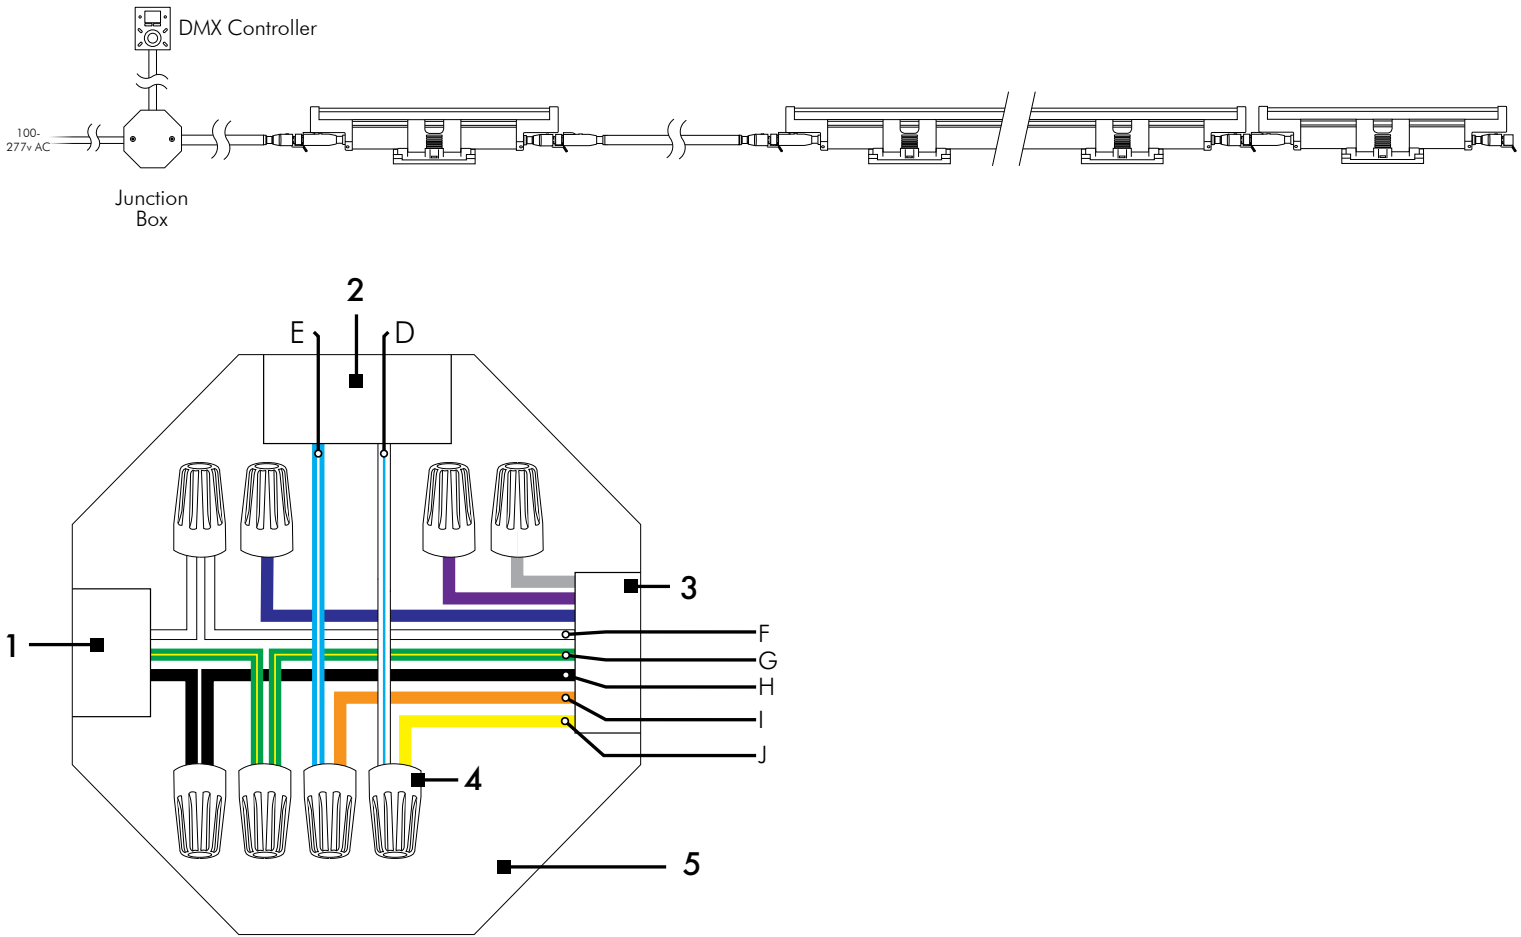 DMX Controller
100-
277v AC
Junction
Box
2
E
D
3
1
F
G
H
I
J
4
5